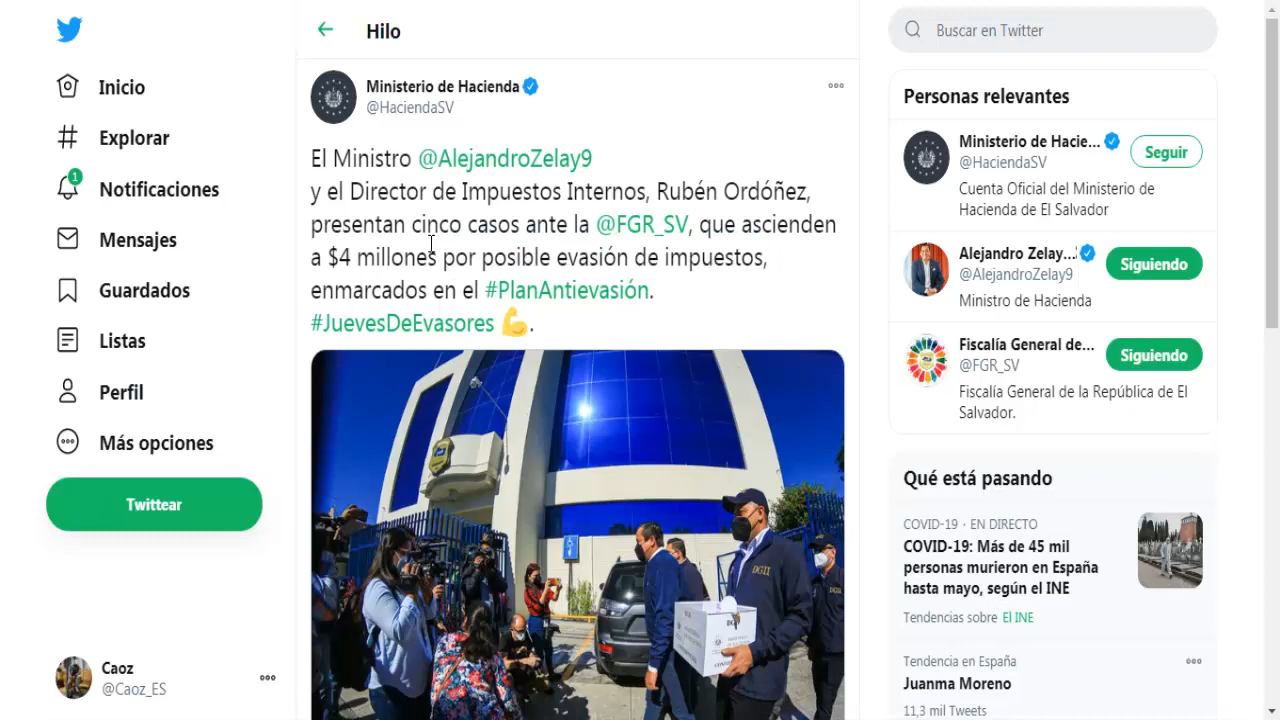 Inicio
Explorar
1
Notificaciones
Mensajes
Guardados
Listas
Perfil
Más opciones
Twittear
Caoz
@Caoz_ES
Hilo
Ministerio de Hacienda
@HaciendaSV
El Ministro @AlejandroZelay9
y el Director de Impuestos Internos, Rubén Ordóñez,
presentan cinco casos ante la @FGR_SV, que ascienden
a $4 millones por posible evasión de impuestos,
enmarcados en el #PlanAntievasión.
#JuevesDeEvasores 💪.
DGII
Buscar en Twitter
Personas relevantes
Ministerio de Hacie...
@HaciendaSV
Seguir
Cuenta Oficial del Ministerio de
Hacienda de El Salvador
Alejandro Zelay...
@AlejandroZelay9
Siguiendo
Ministro de Hacienda
Fiscalía General de...
@FGR_SV
Siguiendo
Fiscalía General de la República de El
Salvador.
Qué está pasando
COVID-19 · EN DIRECTO
COVID-19: Más de 45 mil
personas murieron en España
hasta mayo, según el INE
Tendencias sobre El INE
Tendencia en España
Juanma Moreno
11,3 mil Tweets